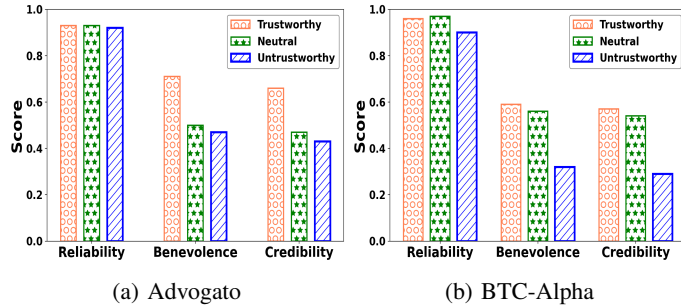 Score
1.0
0.8
0.6
0.4
0.2
0.0
Trustworthy
Neutral
Untrustworthy
Reliability Benevolence Credibility
(a) Advogato
Score
1.0
0.8
0.6
0.4
0.2
0.0
Trustworthy
Neutral
Untrustworthy
Reliability Benevolence Credibility
(b) BTC-Alpha